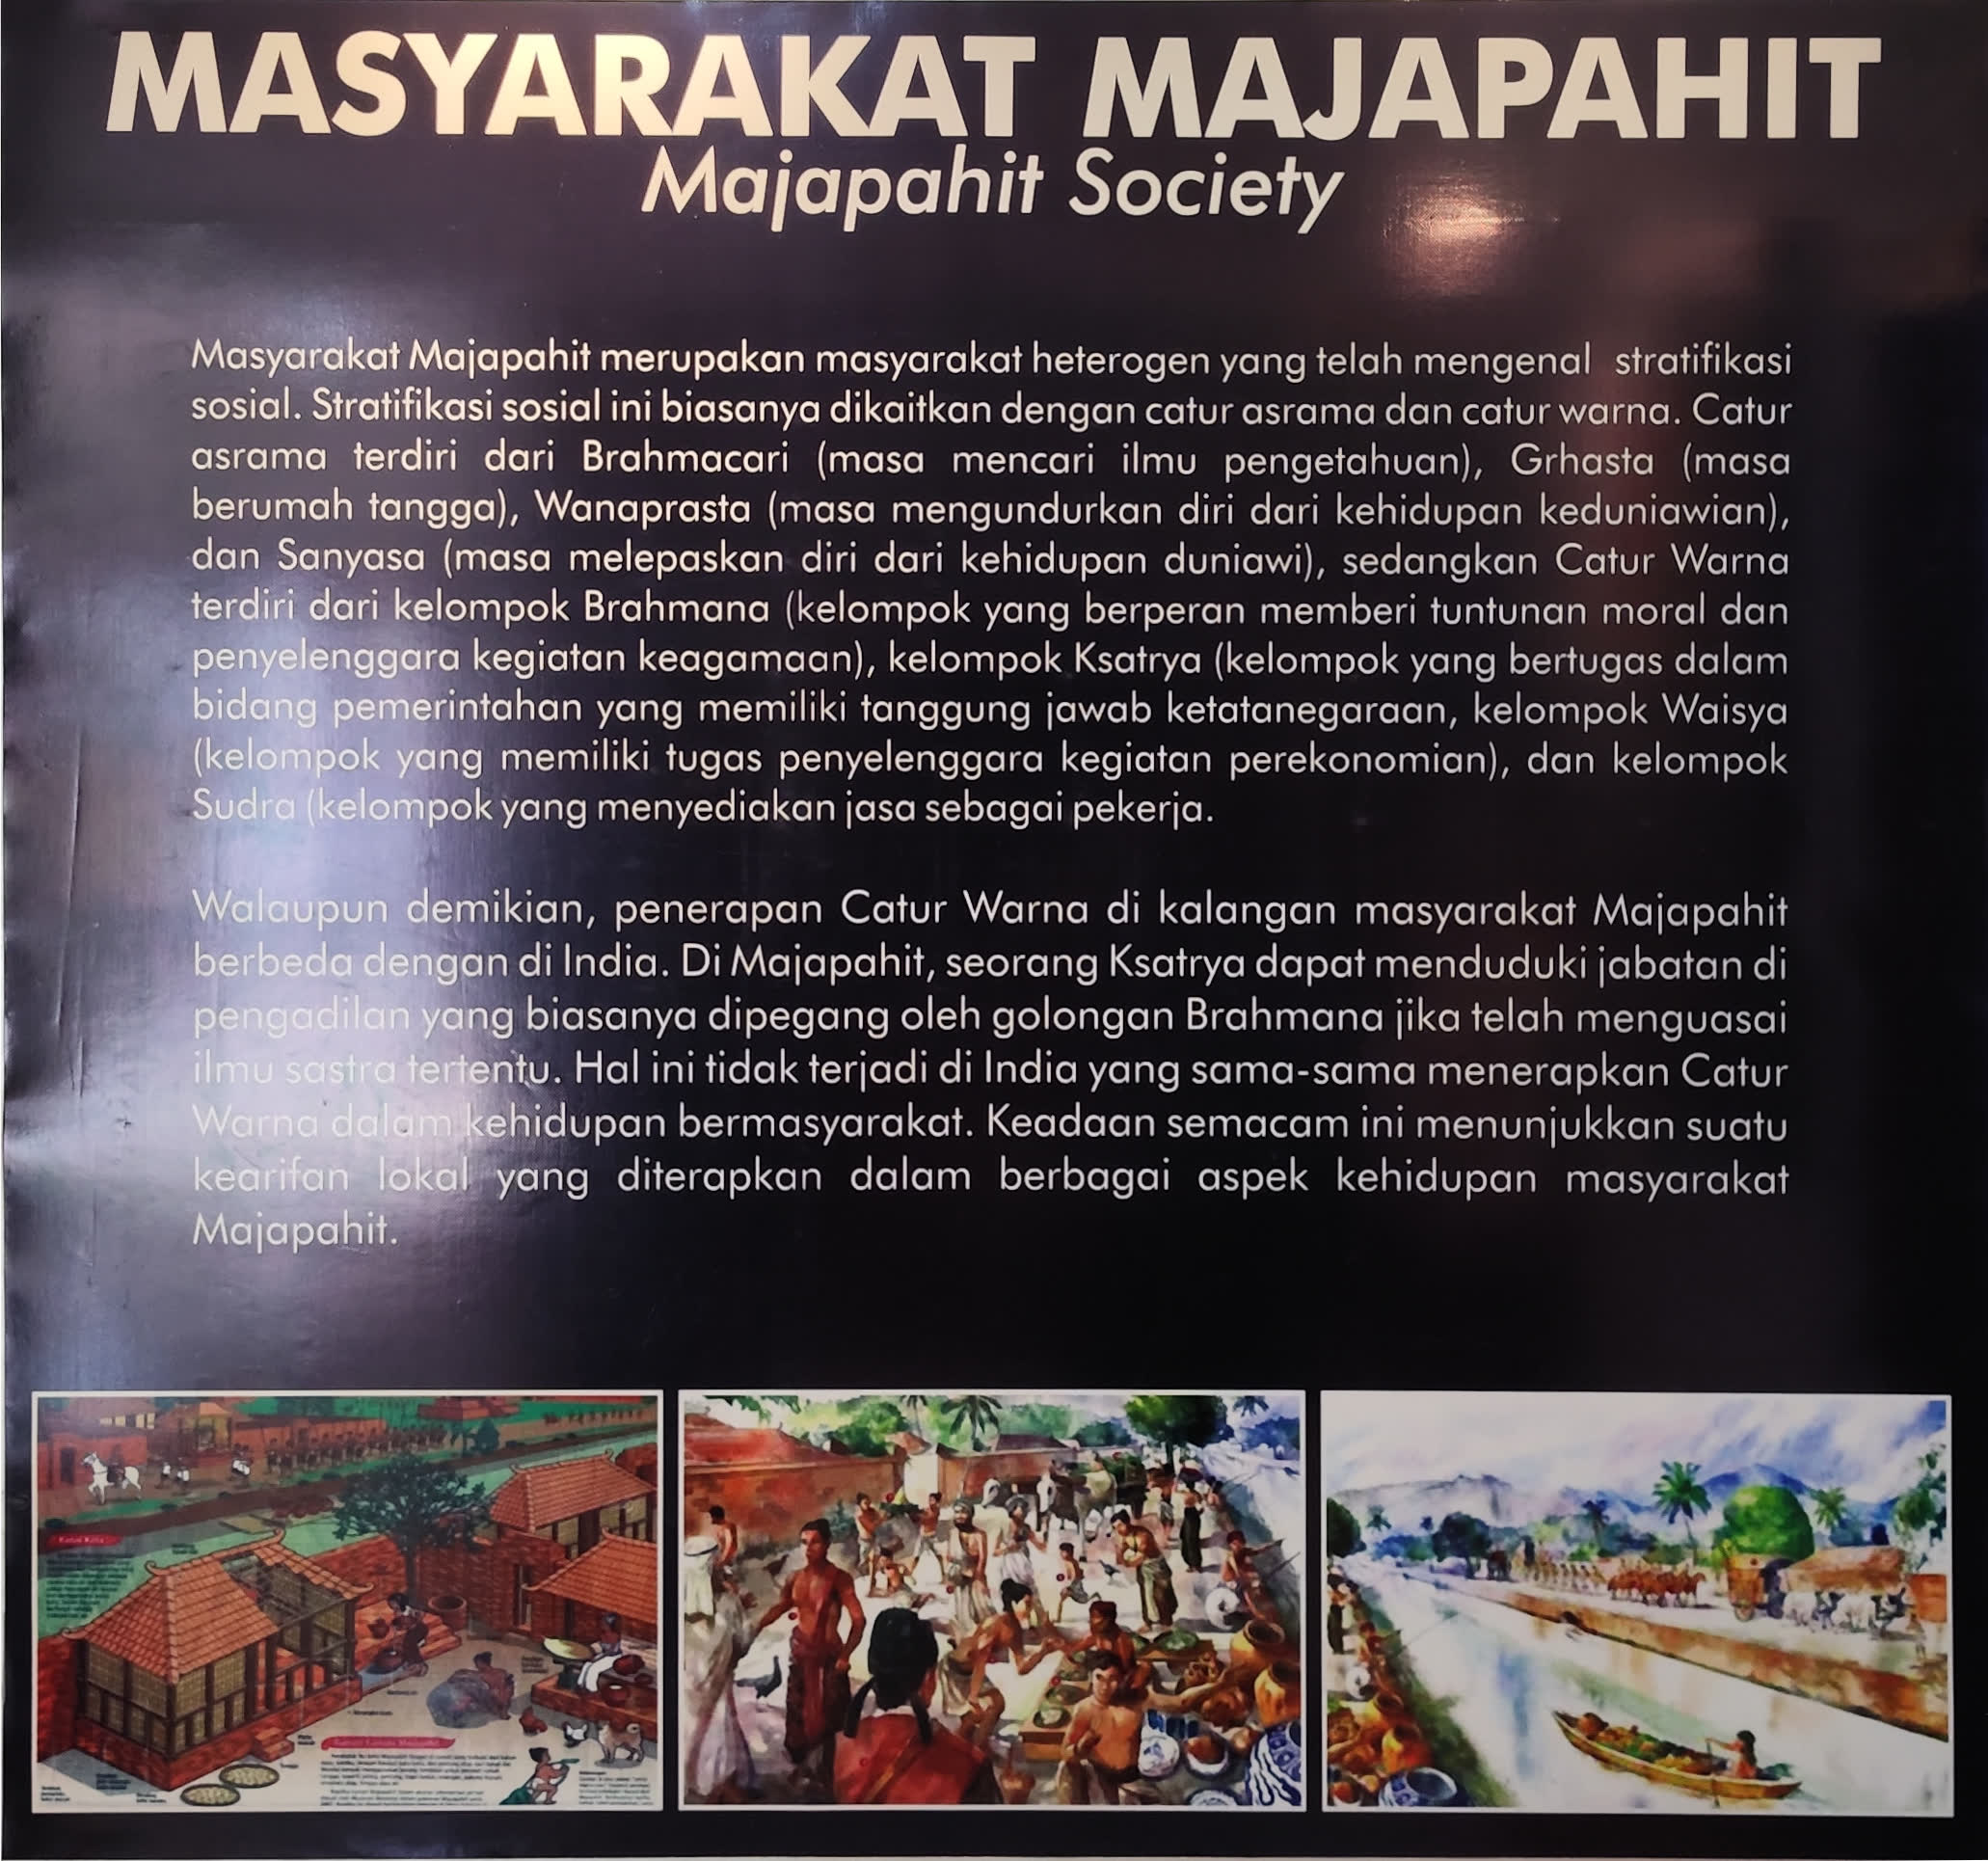 MASYARAKAT MAJAPAHIT
Majapahit Society
Masyarakat Majapahit merupakan masyarakat heterogen yang telah mengenal stratifikasi
sosial. Stratifikasi sosial ini biasanya dikaitkan dengan catur asrama dan catur warna. Catur
asrama terdiri dari Brahmacari (masa mencari ilmu pengetahuan), Grhasta (masa
berumah tangga), Wanaprasta (masa mengundurkan diri dari kehidupan keduniawian),
dan Sanyasa (masa melepaskan diri dari kehidupan duniawi), sedangkan Catur Warna
terdiri dari kelompok Brahmana (kelompok yang berperan memberi tuntunan moral dan
penyelenggara kegiatan keagamaan), kelompok Ksatrya (kelompok yang bertugas dalam
bidang pemerintahan yang memiliki tanggung jawab ketatanegaraan, kelompok Waisya
(kelompok yang memiliki tugas penyelenggara kegiatan perekonomian), dan kelompok
Sudra (kelompok yang menyediakan jasa sebagai pekerja.
Walaupun demikian, penerapan Catur Warna di kalangan masyarakat Majapahit
berbeda dengan di India. Di Majapahit, seorang Ksatrya dapat menduduki jabatan di
pengadilan yang biasanya dipegang oleh golongan Brahmana jika telah menguasai
ilmu sastra tertentu. Hal ini tidak terjadi di India yang sama-sama menerapkan Catur
Warna dalam kehidupan bermasyarakat. Keadaan semacam ini menunjukkan suatu
kearifan lokal yang diterapkan dalam berbagai aspek kehidupan masyarakat
Majapahit.